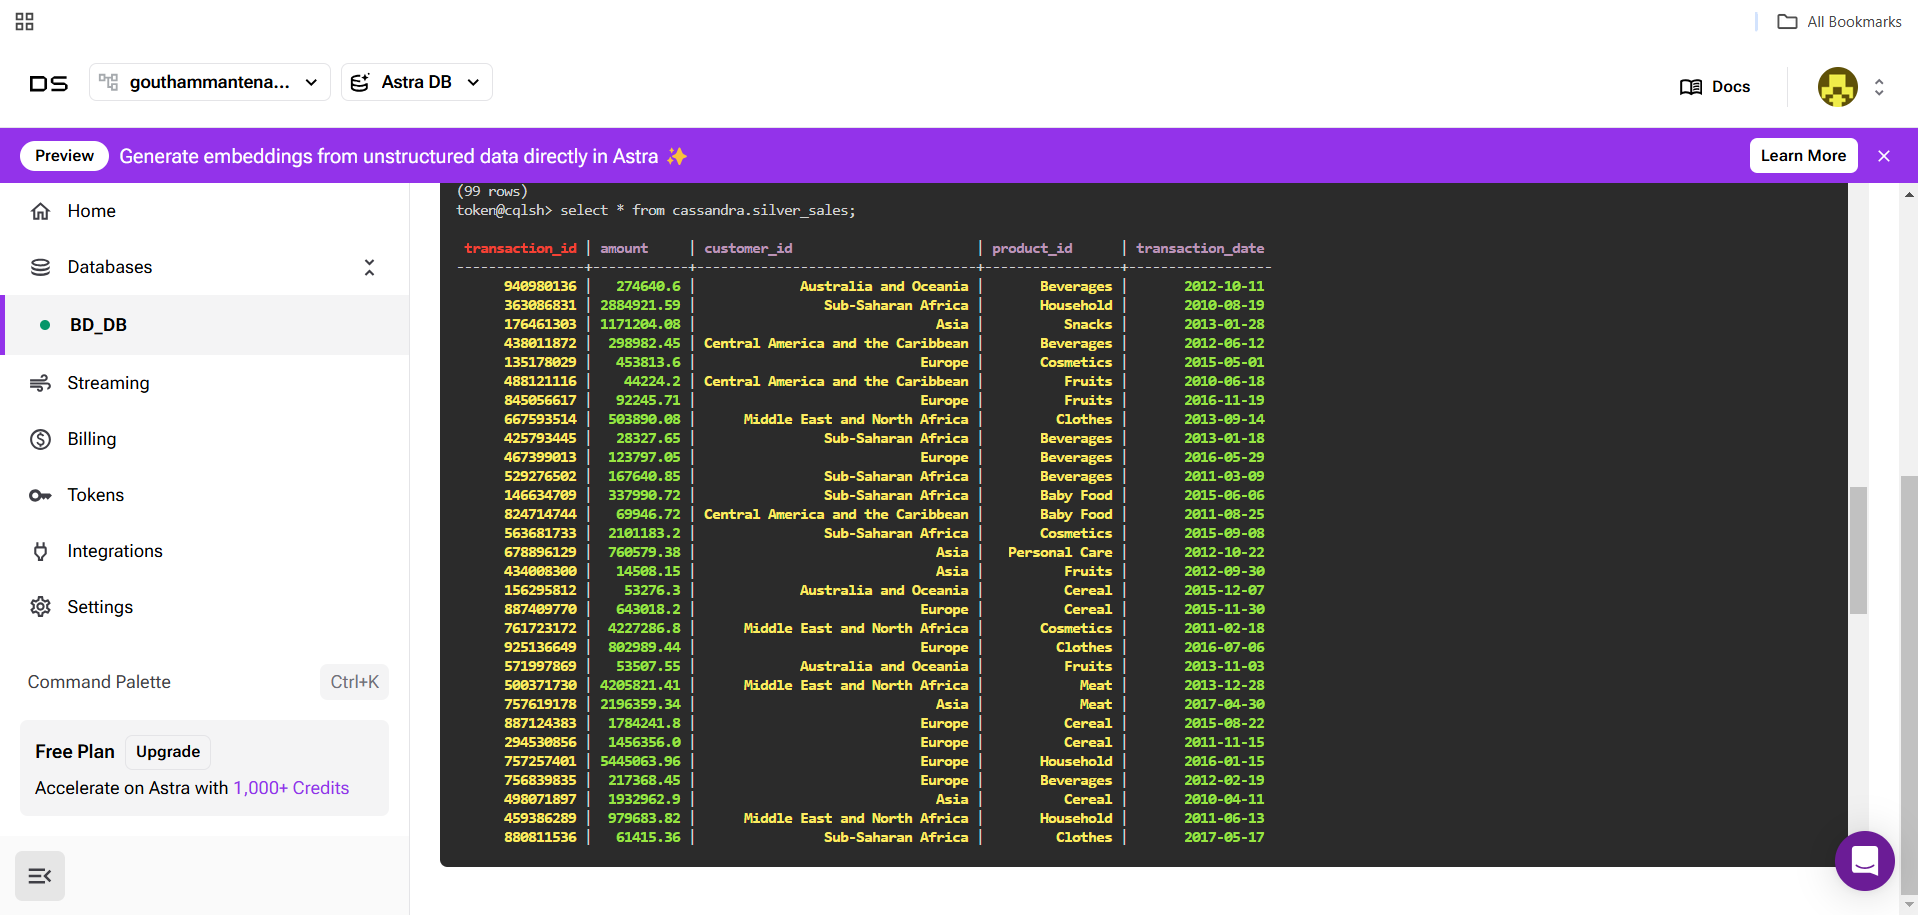 All Bookmarks
DS
gouthammantena...
Astra DB
Docs
Preview
Generate embeddings from unstructured data directly in Astra ✨
Learn More
Home
Databases
BD_DB
Streaming
Billing
Tokens
Integrations
Settings
Command Palette
Ctrl+K
Free Plan
Upgrade
Accelerate on Astra with 1,000+ Credits
(99 rows)
token@cqlsh> select * from cassandra.silver_sales;
transaction_id | amount | customer_id | product_id | transaction_date
940980136 | 274640.6 | Australia and Oceania | Beverages | 2012-10-11
363086831 | 2884921.59 | Sub-Saharan Africa | Household | 2010-08-19
176461303 | 1171204.08 | Asia | Snacks | 2013-01-28
438011872 | 298982.45 | Central America and the Caribbean | Beverages | 2012-06-12
135178029 | 453813.6 | Europe | Cosmetics | 2015-05-01
488121116 | 44224.2 | Central America and the Caribbean | Fruits | 2010-06-18
845056617 | 92245.71 | Europe | Fruits | 2016-11-19
667593514 | 503890.08 | Middle East and North Africa | Clothes | 2013-09-14
425793445 | 28327.65 | Sub-Saharan Africa | Beverages | 2013-01-18
467399013 | 123797.05 | Europe | Beverages | 2016-05-29
529276502 | 167640.85 | Sub-Saharan Africa | Beverages | 2011-03-09
146634709 | 337990.72 | Sub-Saharan Africa | Baby Food | 2015-06-06
824714744 | 69946.72 | Central America and the Caribbean | Baby Food | 2011-08-25
563681733 | 2101183.2 | Sub-Saharan Africa | Cosmetics | 2015-09-08
678896129 | 760579.38 | Asia | Personal Care | 2012-10-22
434008300 | 14508.15 | Asia | Fruits | 2012-09-30
156295812 | 53276.3 | Australia and Oceania | Cereal | 2015-12-07
887409770 | 643018.2 | Europe | Cereal | 2015-11-30
761723172 | 4227286.8 | Middle East and North Africa | Cosmetics | 2011-02-18
925136649 | 802989.44 | Europe | Clothes | 2016-07-06
571997869 | 53507.55 | Australia and Oceania | Fruits | 2013-11-03
500371730 | 4205821.41 | Middle East and North Africa | Meat | 2013-12-28
757619178 | 2196359.34 | Asia | Meat | 2017-04-30
887124383 | 1784241.8 | Europe | Cereal | 2015-08-22
294530856 | 1456356.0 | Europe | Cereal | 2011-11-15
757257401 | 5445063.96 | Europe | Household | 2016-01-15
756839835 | 217368.45 | Europe | Beverages | 2012-02-19
498071897 | 1932962.9 | Asia | Cereal | 2010-04-11
459386289 | 979683.82 | Middle East and North Africa | Household | 2011-06-13
880811536 | 61415.36 | Sub-Saharan Africa | Clothes | 2017-05-17